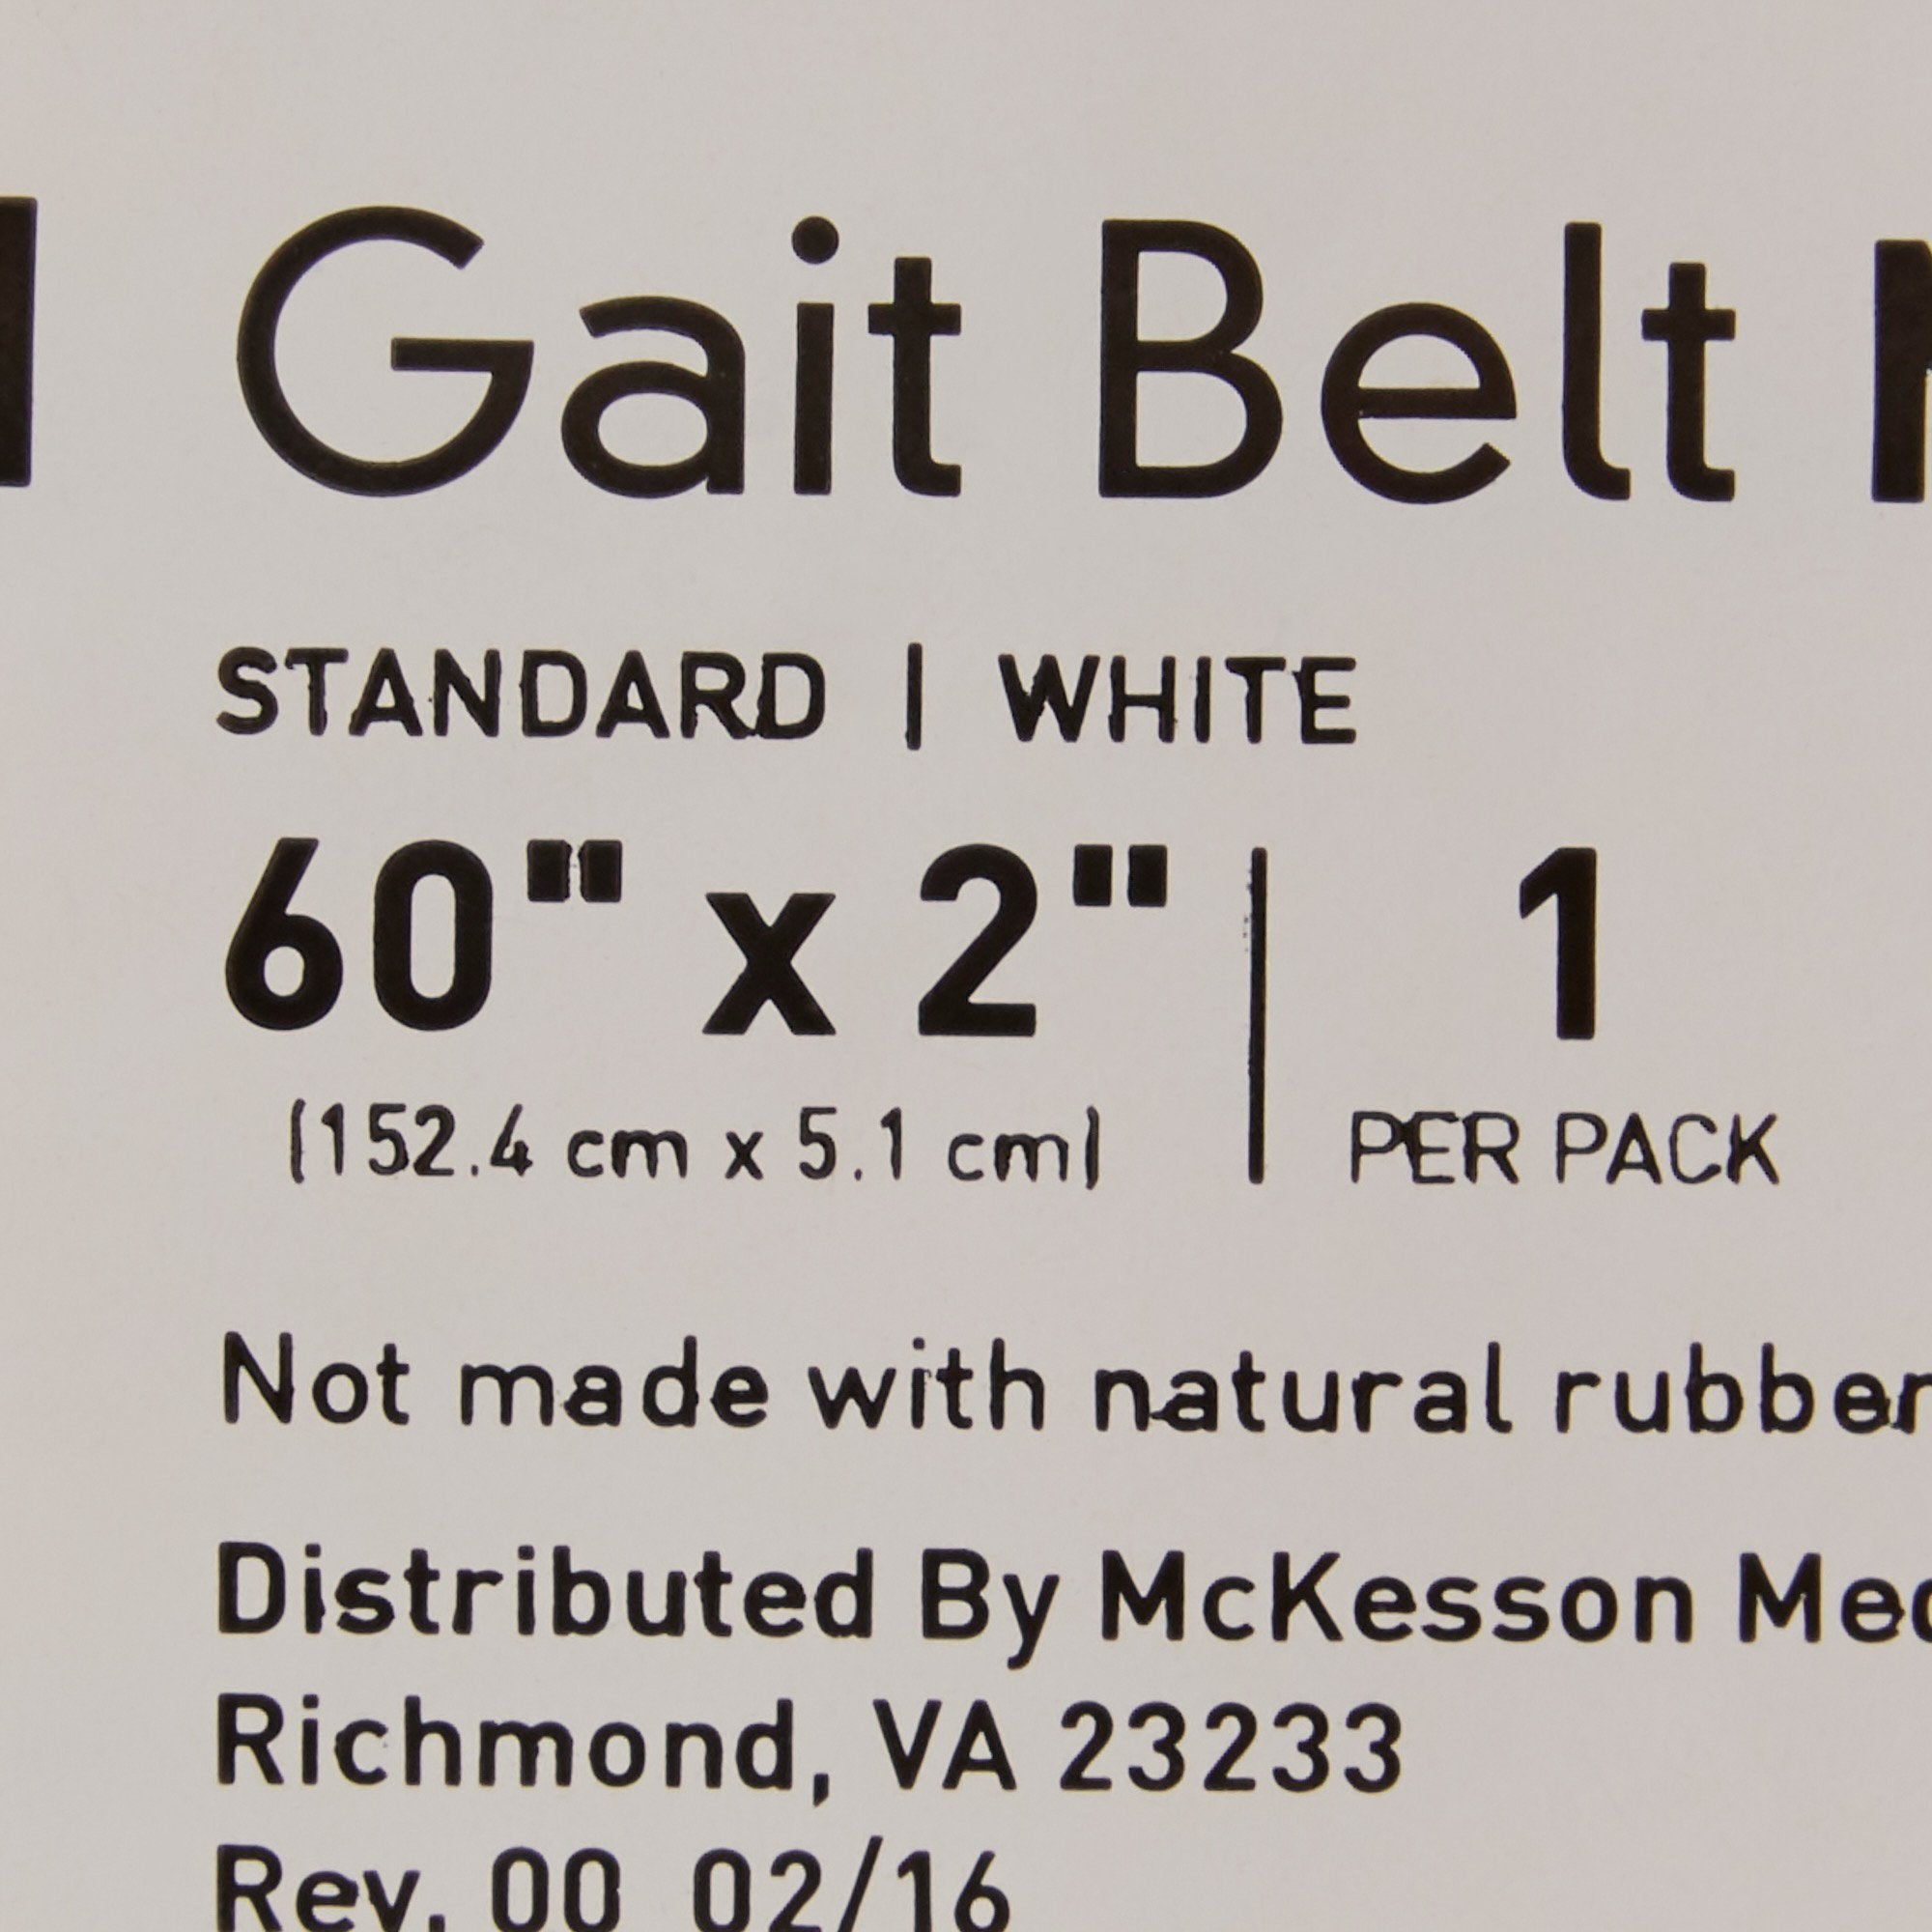 Gait Belt
STANDARD | WHITE
60" x 2" | 1
(152.4 cm x 5.1 cm) PER PACK
Not made with natural rubber
Distributed By McKesson Med
Richmond, VA 23233
Rev. 00 02/16